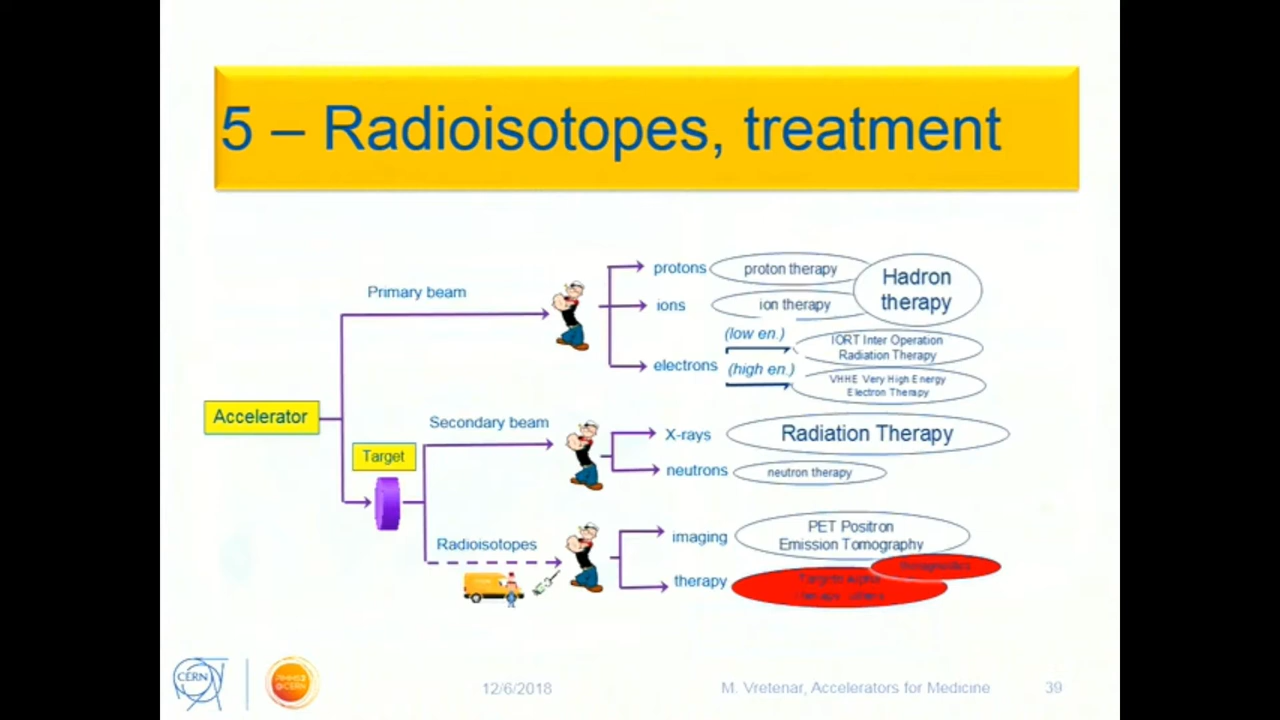 5 – Radioisotopes, treatment
Primary beam
protons
proton therapy
Hadron
therapy
ions
ion therapy
(low en.)
IORT Inter Operation
Radiation Therapy
electrons
(high en.)
VHHE Very High Energy
Electron Therapy
Accelerator
Secondary beam
X-rays
Radiation Therapy
Target
neutrons
neutron therapy
Radioisotopes
imaging
PET Positron
Emission Tomography
therapy
CERN
12/6/2018
M. Vretenar, Accelerators for Medicine
39